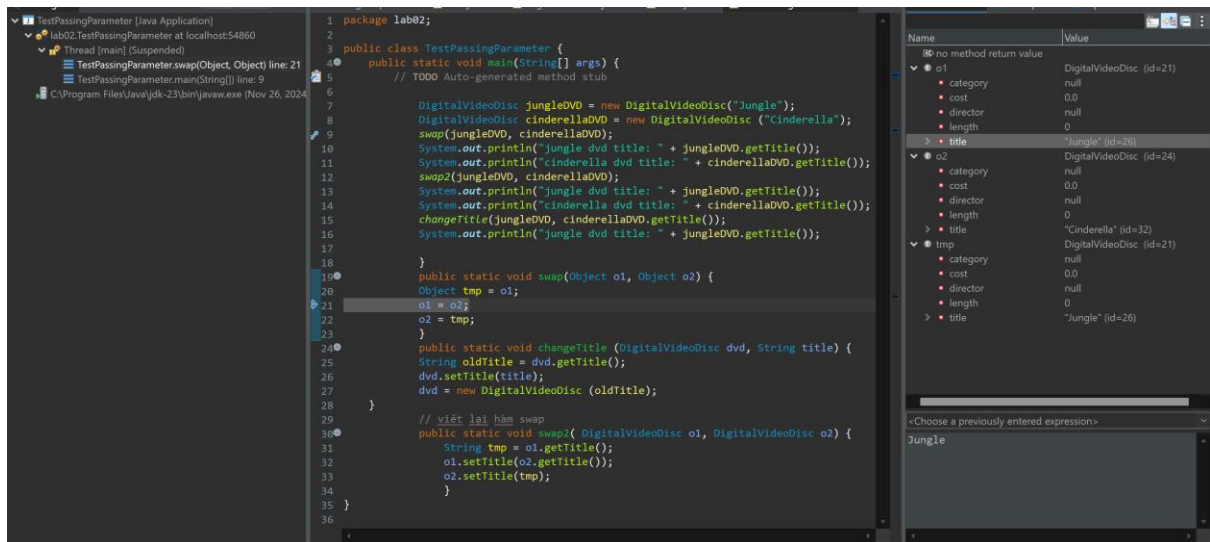 TestPassingParameter [Java Application]
lab02.TestPassingParameter at localhost:54860
Thread [main] (Suspended)
TestPassingParameter.swap(Object, Object) line: 21
TestPassingParameter.main(String[]) line: 9
C:\Program Files\Java\jdk-23\bin\javaw.exe (Nov 26, 2024
1 package lab02;
2
3 public class TestPassingParameter {
4 public static void main(String[] args) {
5 // TODO Auto-generated method stub
6
7 DigitalVideoDisc jungleDVD = new DigitalVideoDisc("Jungle");
8 DigitalVideoDisc cinderellaDVD = new DigitalVideoDisc ("Cinderella");
9 swap(jungleDVD, cinderellaDVD);
10 System.out.println("jungle dvd title: " + jungleDVD.getTitle());
11 System.out.println("cinderella dvd title: " + cinderellaDVD.getTitle());
12 swap2(jungleDVD, cinderellaDVD);
13 System.out.println("jungle dvd title: " + jungleDVD.getTitle());
14 System.out.println("cinderella dvd title: " + cinderellaDVD.getTitle());
15 changeTitle(jungleDVD, cinderellaDVD.getTitle());
16 System.out.println("jungle dvd title: " + jungleDVD.getTitle());
17
18 }
19 public static void swap(Object o1, Object o2) {
20 Object tmp = o1;
21 o1 = o2;
22 o2 = tmp;
23 }
24 public static void changeTitle (DigitalVideoDisc dvd, String title) {
25 String oldTitle = dvd.getTitle();
26 dvd.setTitle(title);
27 dvd = new DigitalVideoDisc (oldTitle);
28 }
29 // viết lại hàm swap
30 public static void swap2( DigitalVideoDisc o1, DigitalVideoDisc o2) {
31 String tmp = o1.getTitle();
32 o1.setTitle(o2.getTitle());
33 o2.setTitle(tmp);
34 }
35 }
36
Name Value
no method return value
o1 DigitalVideoDisc (id=21)
category null
cost 0.0
director null
length 0
title "Jungle" (id=26)
o2 DigitalVideoDisc (id=24)
category null
cost 0.0
director null
length 0
title "Cinderella" (id=32)
tmp DigitalVideoDisc (id=21)
category null
cost 0.0
director null
length 0
title "Jungle" (id=26)
<Choose a previously entered expression>
Jungle